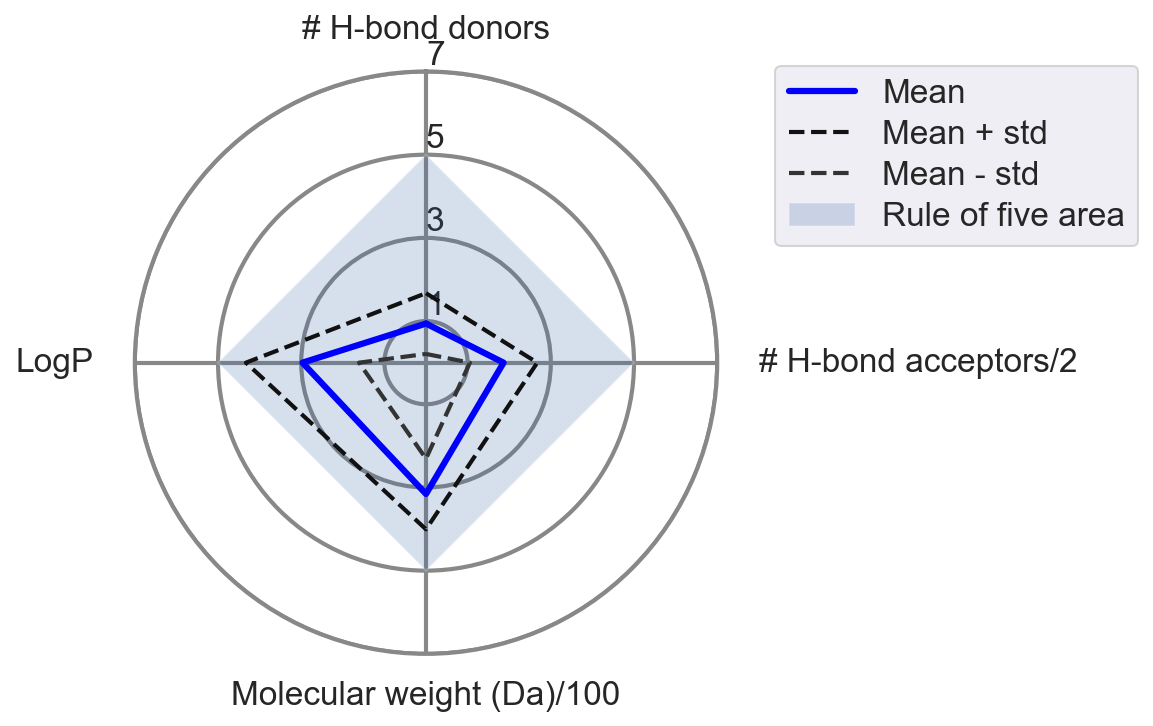 # H-bond donors
7
5
3
1
LogP
# H-bond acceptors/2
Molecular weight (Da)/100
Mean
Mean + std
Mean - std
Rule of five area